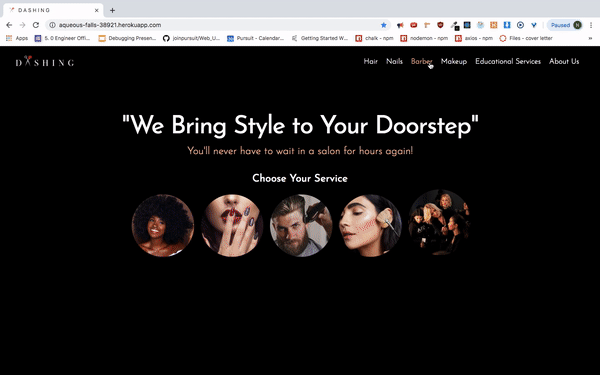 DASHING
aqueous-falls-38921.herokuapp.com
Paused
N
Apps
5. 0 Engineer Offi...
Debugging Presen...
joinpursuit/Web_U...
Pursuit - Calendar...
Getting Started W...
chalk - npm
nodemon - npm
axios - npm
Files - cover letter
DASHING
Hair
Nails
Barber
Makeup
Educational Services
About Us
"We Bring Style to Your Doorstep"
You'll never have to wait in a salon for hours again!
Choose Your Service